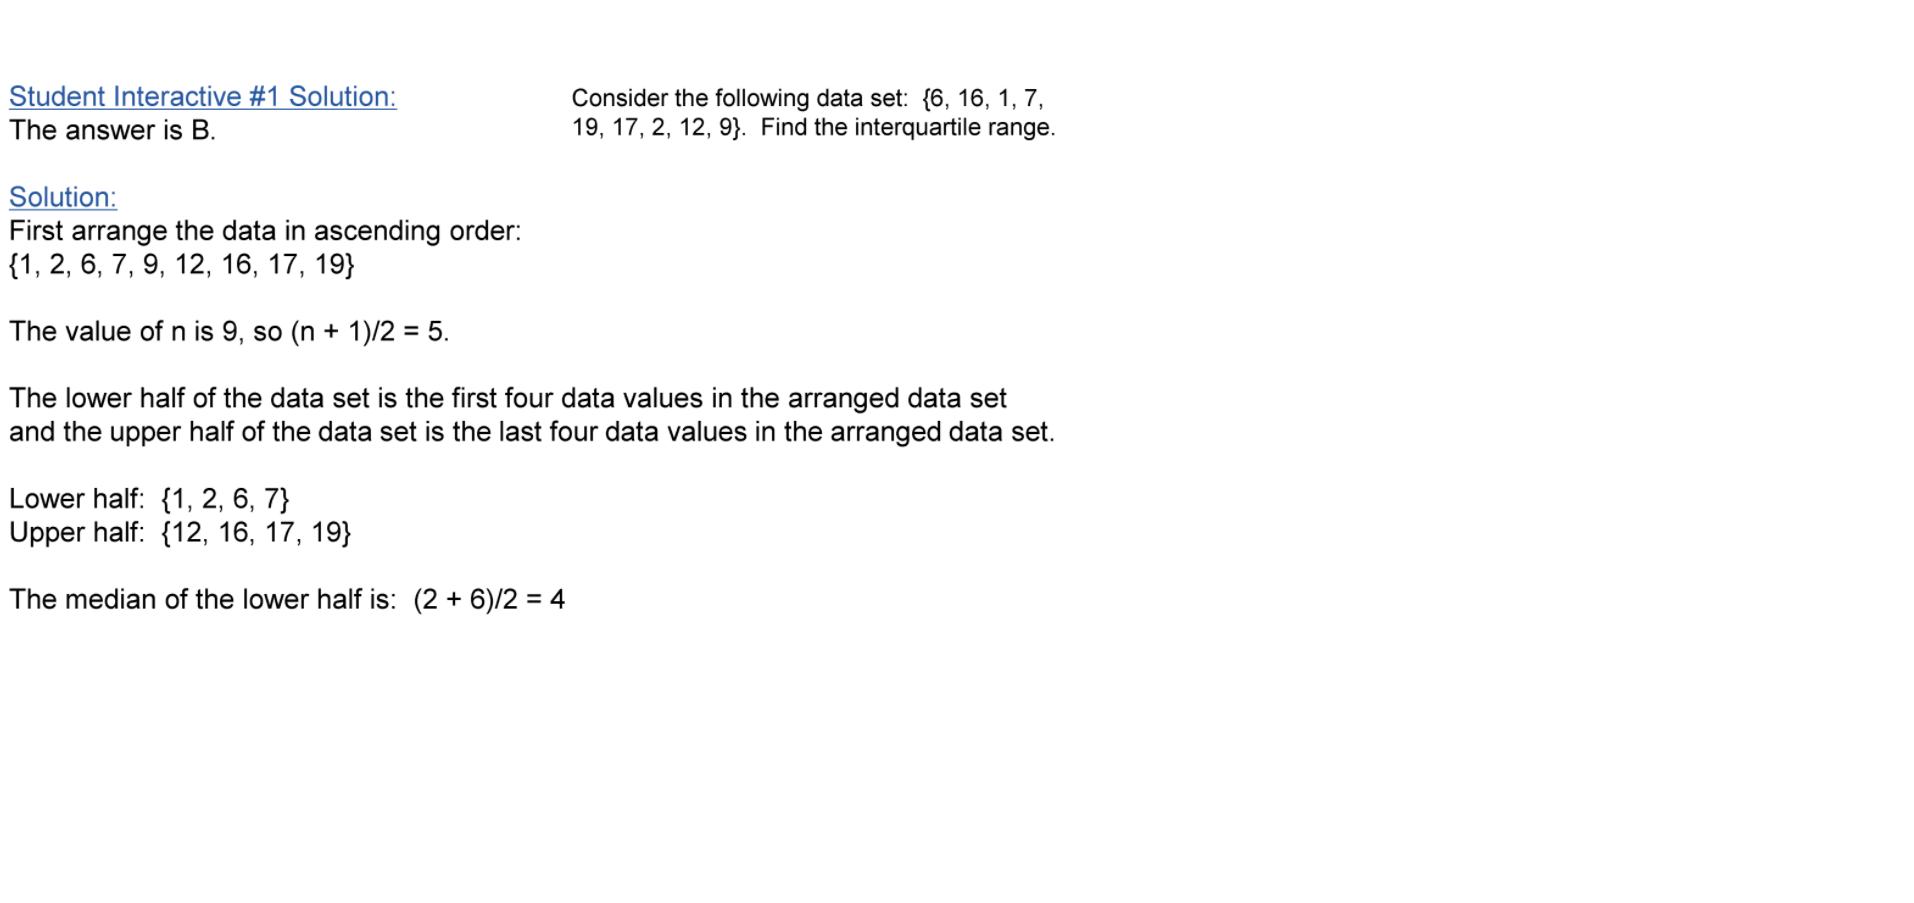 Student Interactive #1 Solution:
The answer is B.
Consider the following data set:  {6, 16, 1, 7,
19, 17, 2, 12, 9}.  Find the interquartile range.
Solution:
First arrange the data in ascending order:
{1, 2, 6, 7, 9, 12, 16, 17, 19}
The value of n is 9, so (n + 1)/2 = 5.
The lower half of the data set is the first four data values in the arranged data set
and the upper half of the data set is the last four data values in the arranged data set.
Lower half:  {1, 2, 6, 7}
Upper half:  {12, 16, 17, 19}
The median of the lower half is:  (2 + 6)/2 = 4